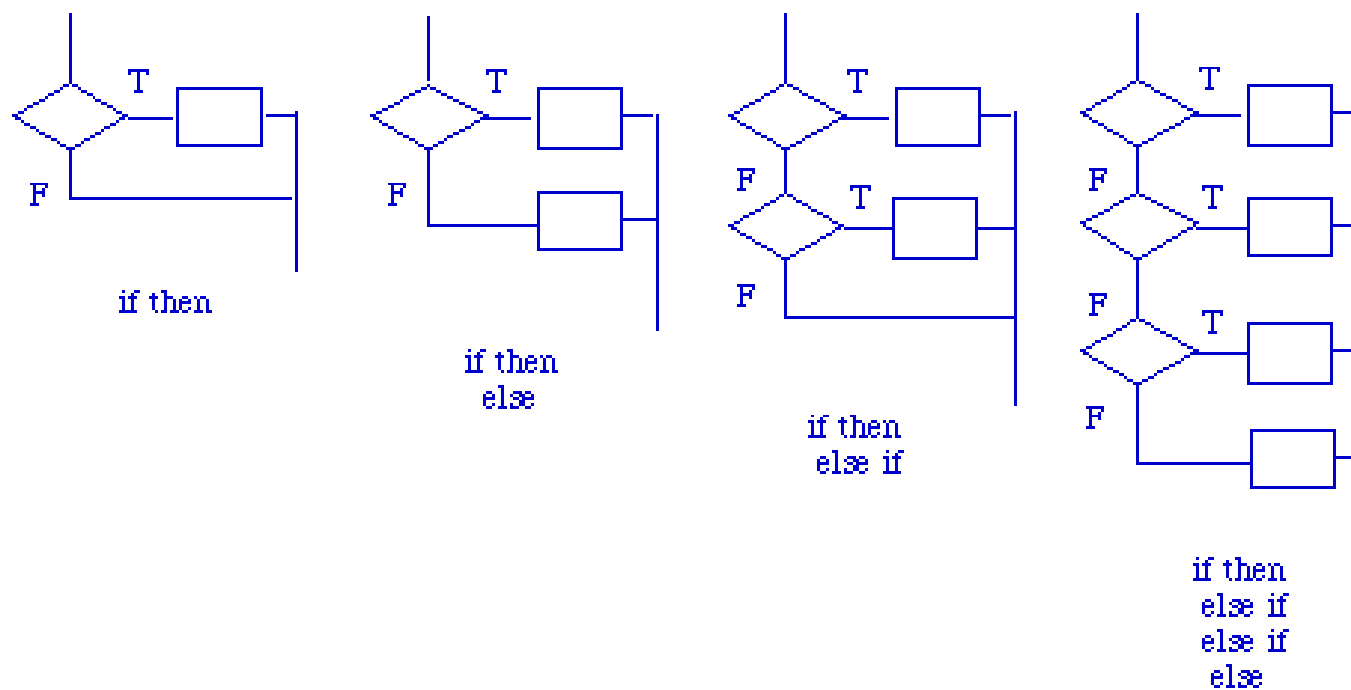 T
F
if then
T
F
if then
else
T
F
T
F
if then
else if
T
F
T
F
T
F
if then
else if
else if
else